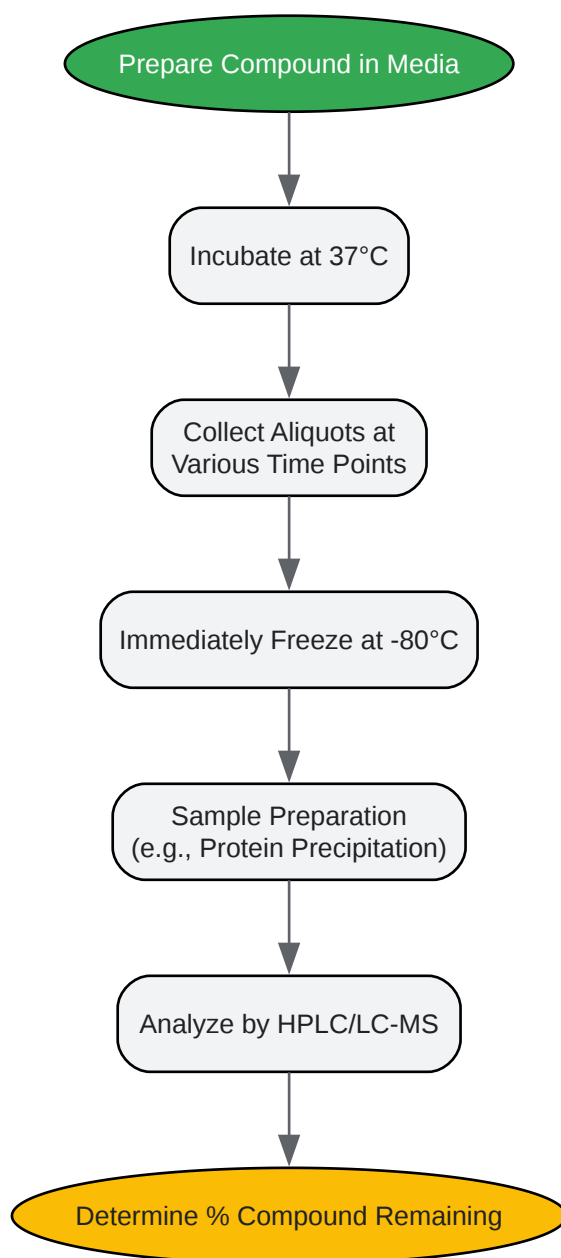 Prepare Compound in Media
Incubate at 37°C
Collect Aliquots at
Various Time Points
Immediately Freeze at -80°C
Sample Preparation
(e.g., Protein Precipitation)
Analyze by HPLC/LC-MS
Determine % Compound Remaining